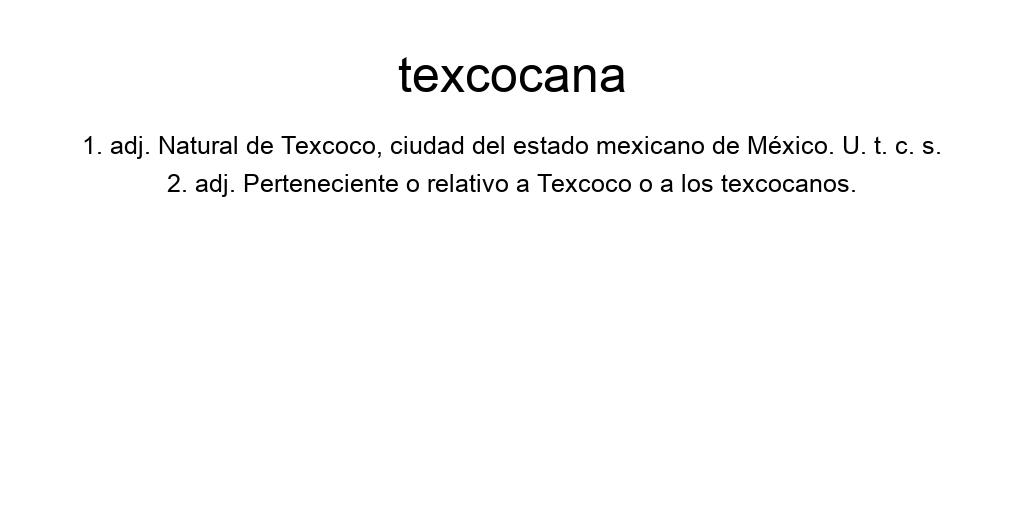 texcocana
1. adj. Natural de Texcoco, ciudad del estado mexicano de México. U. t. c. s.
2. adj. Perteneciente o relativo a Texcoco o a los texcocanos.